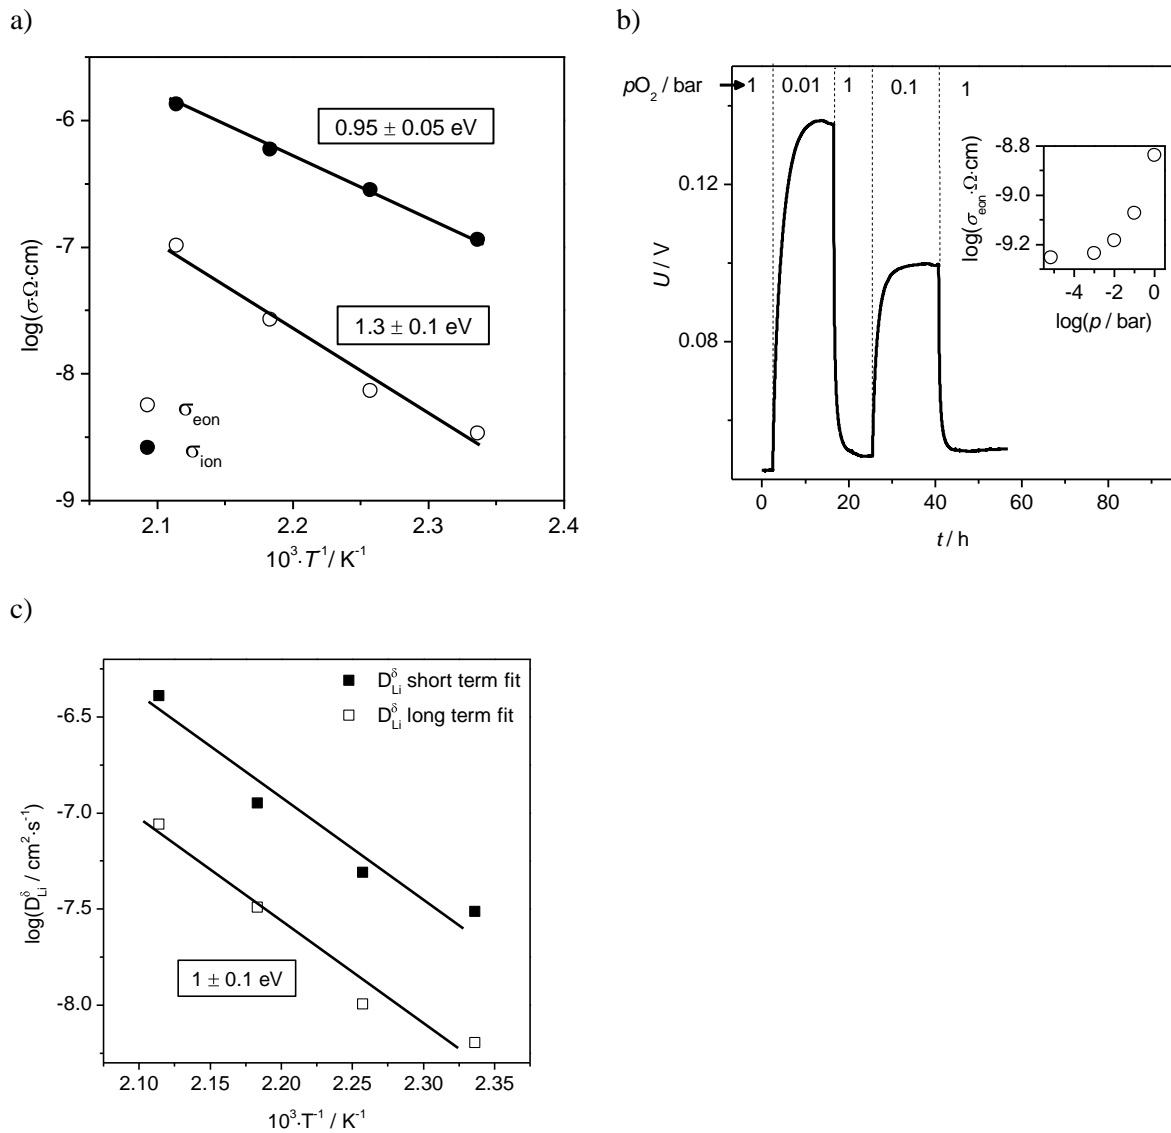 a)
-6
-7
-8
-9
log(σ·Ω·cm)
0.95 ± 0.05 eV
1.3 ± 0.1 eV
σeon
σion
2.1
2.2
2.3
2.4
10³·T¹/ K⁻¹
b)
pO₂ / bar
1
0.01
1
0.1
1
0.12
0.08
U / V
0
20
40
60
80
t / h
log(σeon·Ω·cm)
-8.8
-9.0
-9.2
-4
-2
0
log(p / bar)
c)
D_Li^δ short term fit
D_Li^δ long term fit
-6.5
-7.0
-7.5
-8.0
log(D_Li^δ / cm²·s⁻¹)
1 ± 0.1 eV
2.10
2.15
2.20
2.25
2.30
2.35
10³·T⁻¹ / K⁻¹